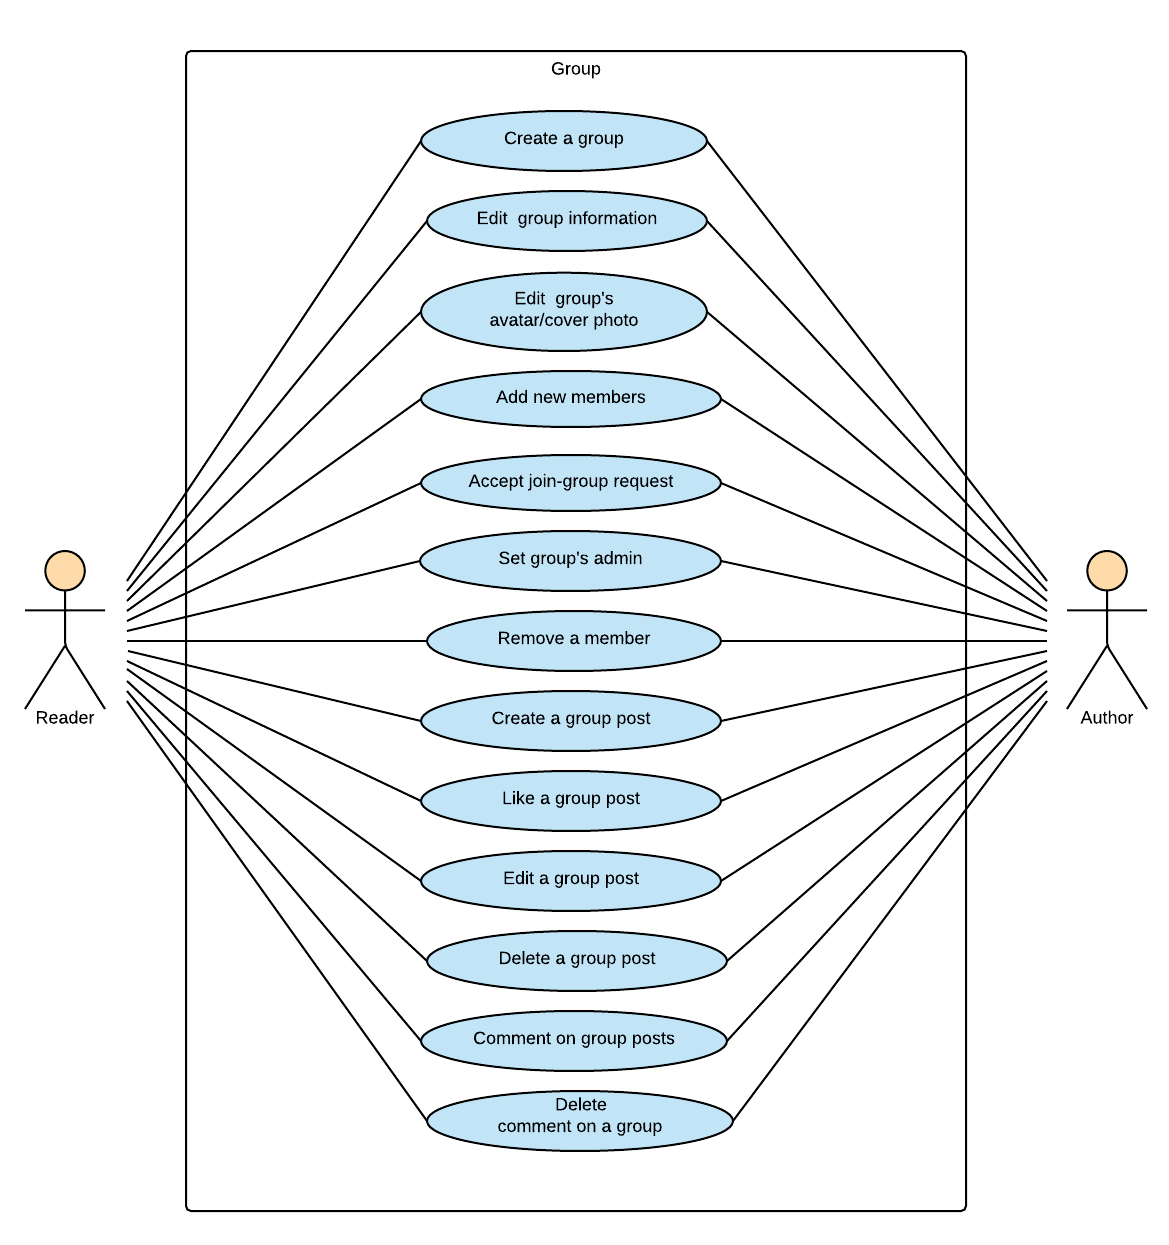 Group
Create a group
Edit  group information
Edit  group's
avatar/cover photo
Add new members
Accept join-group request
Set group's admin
Remove a member
Create a group post
Like a group post
Edit a group post
Delete a group post
Comment on group posts
Delete
comment on a group
Reader
Author